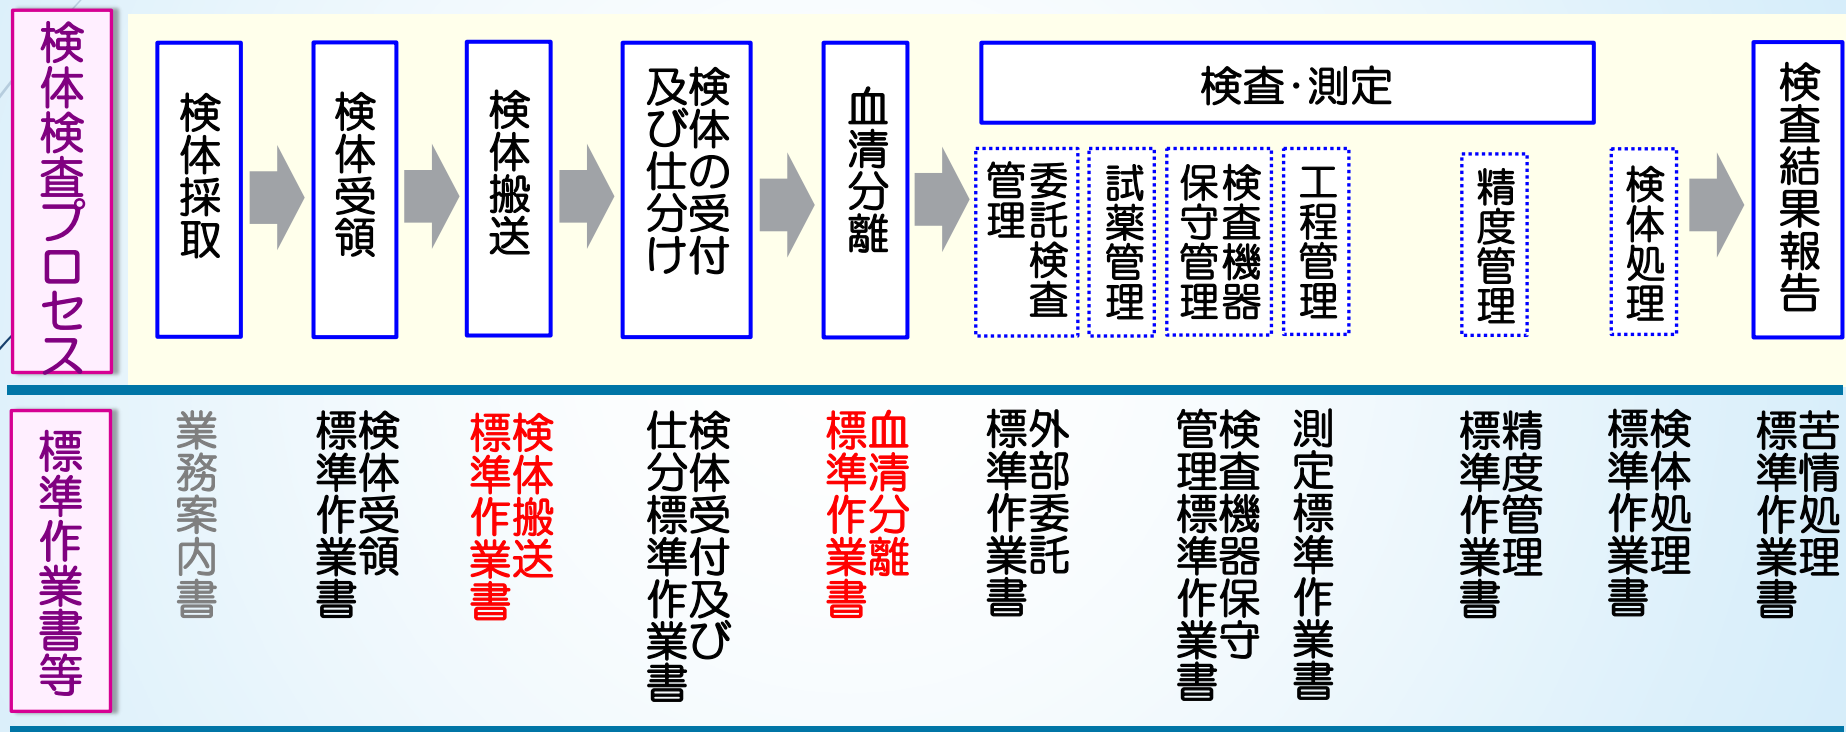 検体検査プロセス
検体採取
検体受領
検体搬送
検体の受付
及び仕分け
血清分離
検査・測定
委託検査
管理
試薬管理
検査機器
保守管理
工程管理
精度管理
検体処理
検査結果報告
標準作業書等
業務案内書
検体受領
標準作業書
検体搬送
標準作業書
検体受付及び
仕分標準作業書
血清分離
標準作業書
外部委託
標準作業書
検査機器保守
管理標準作業書
測定標準作業書
精度管理
標準作業書
検体処理
標準作業書
苦情処理
標準作業書